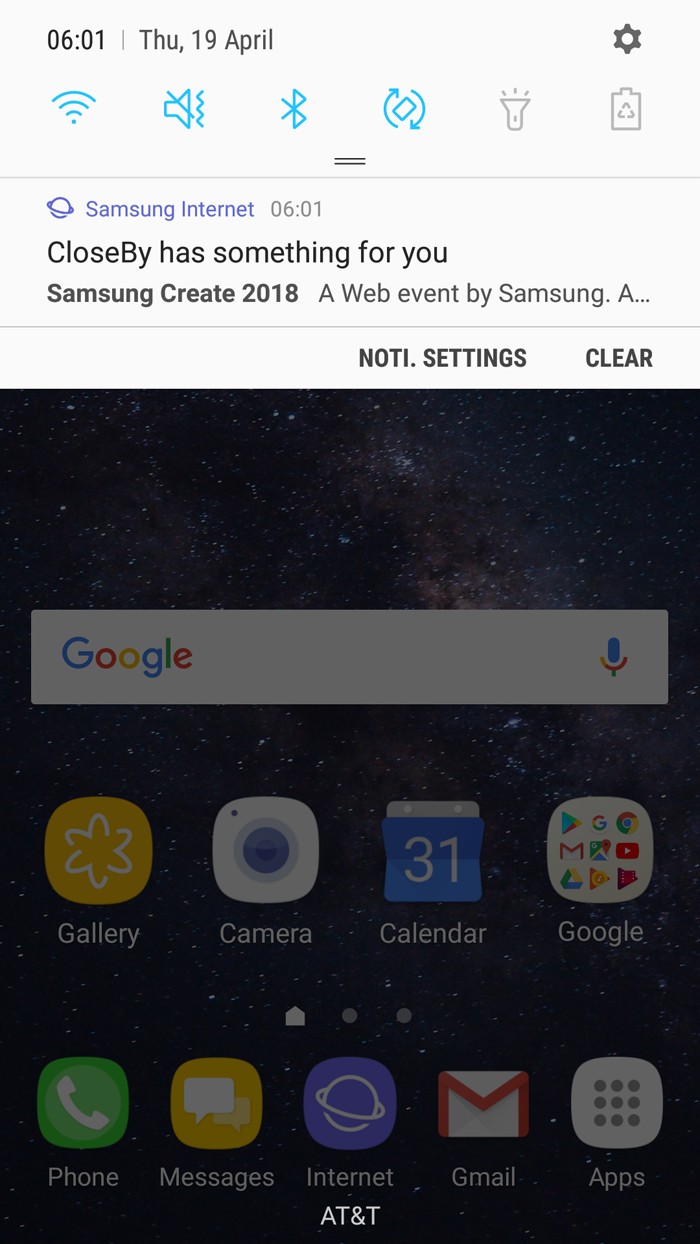 06:01 | Thu, 19 April
Samsung Internet 06:01
CloseBy has something for you
Samsung Create 2018 A Web event by Samsung. A...
NOTI. SETTINGS CLEAR
Google
31
Gallery Camera Calendar Google
Phone Messages Internet Gmail Apps
AT&T